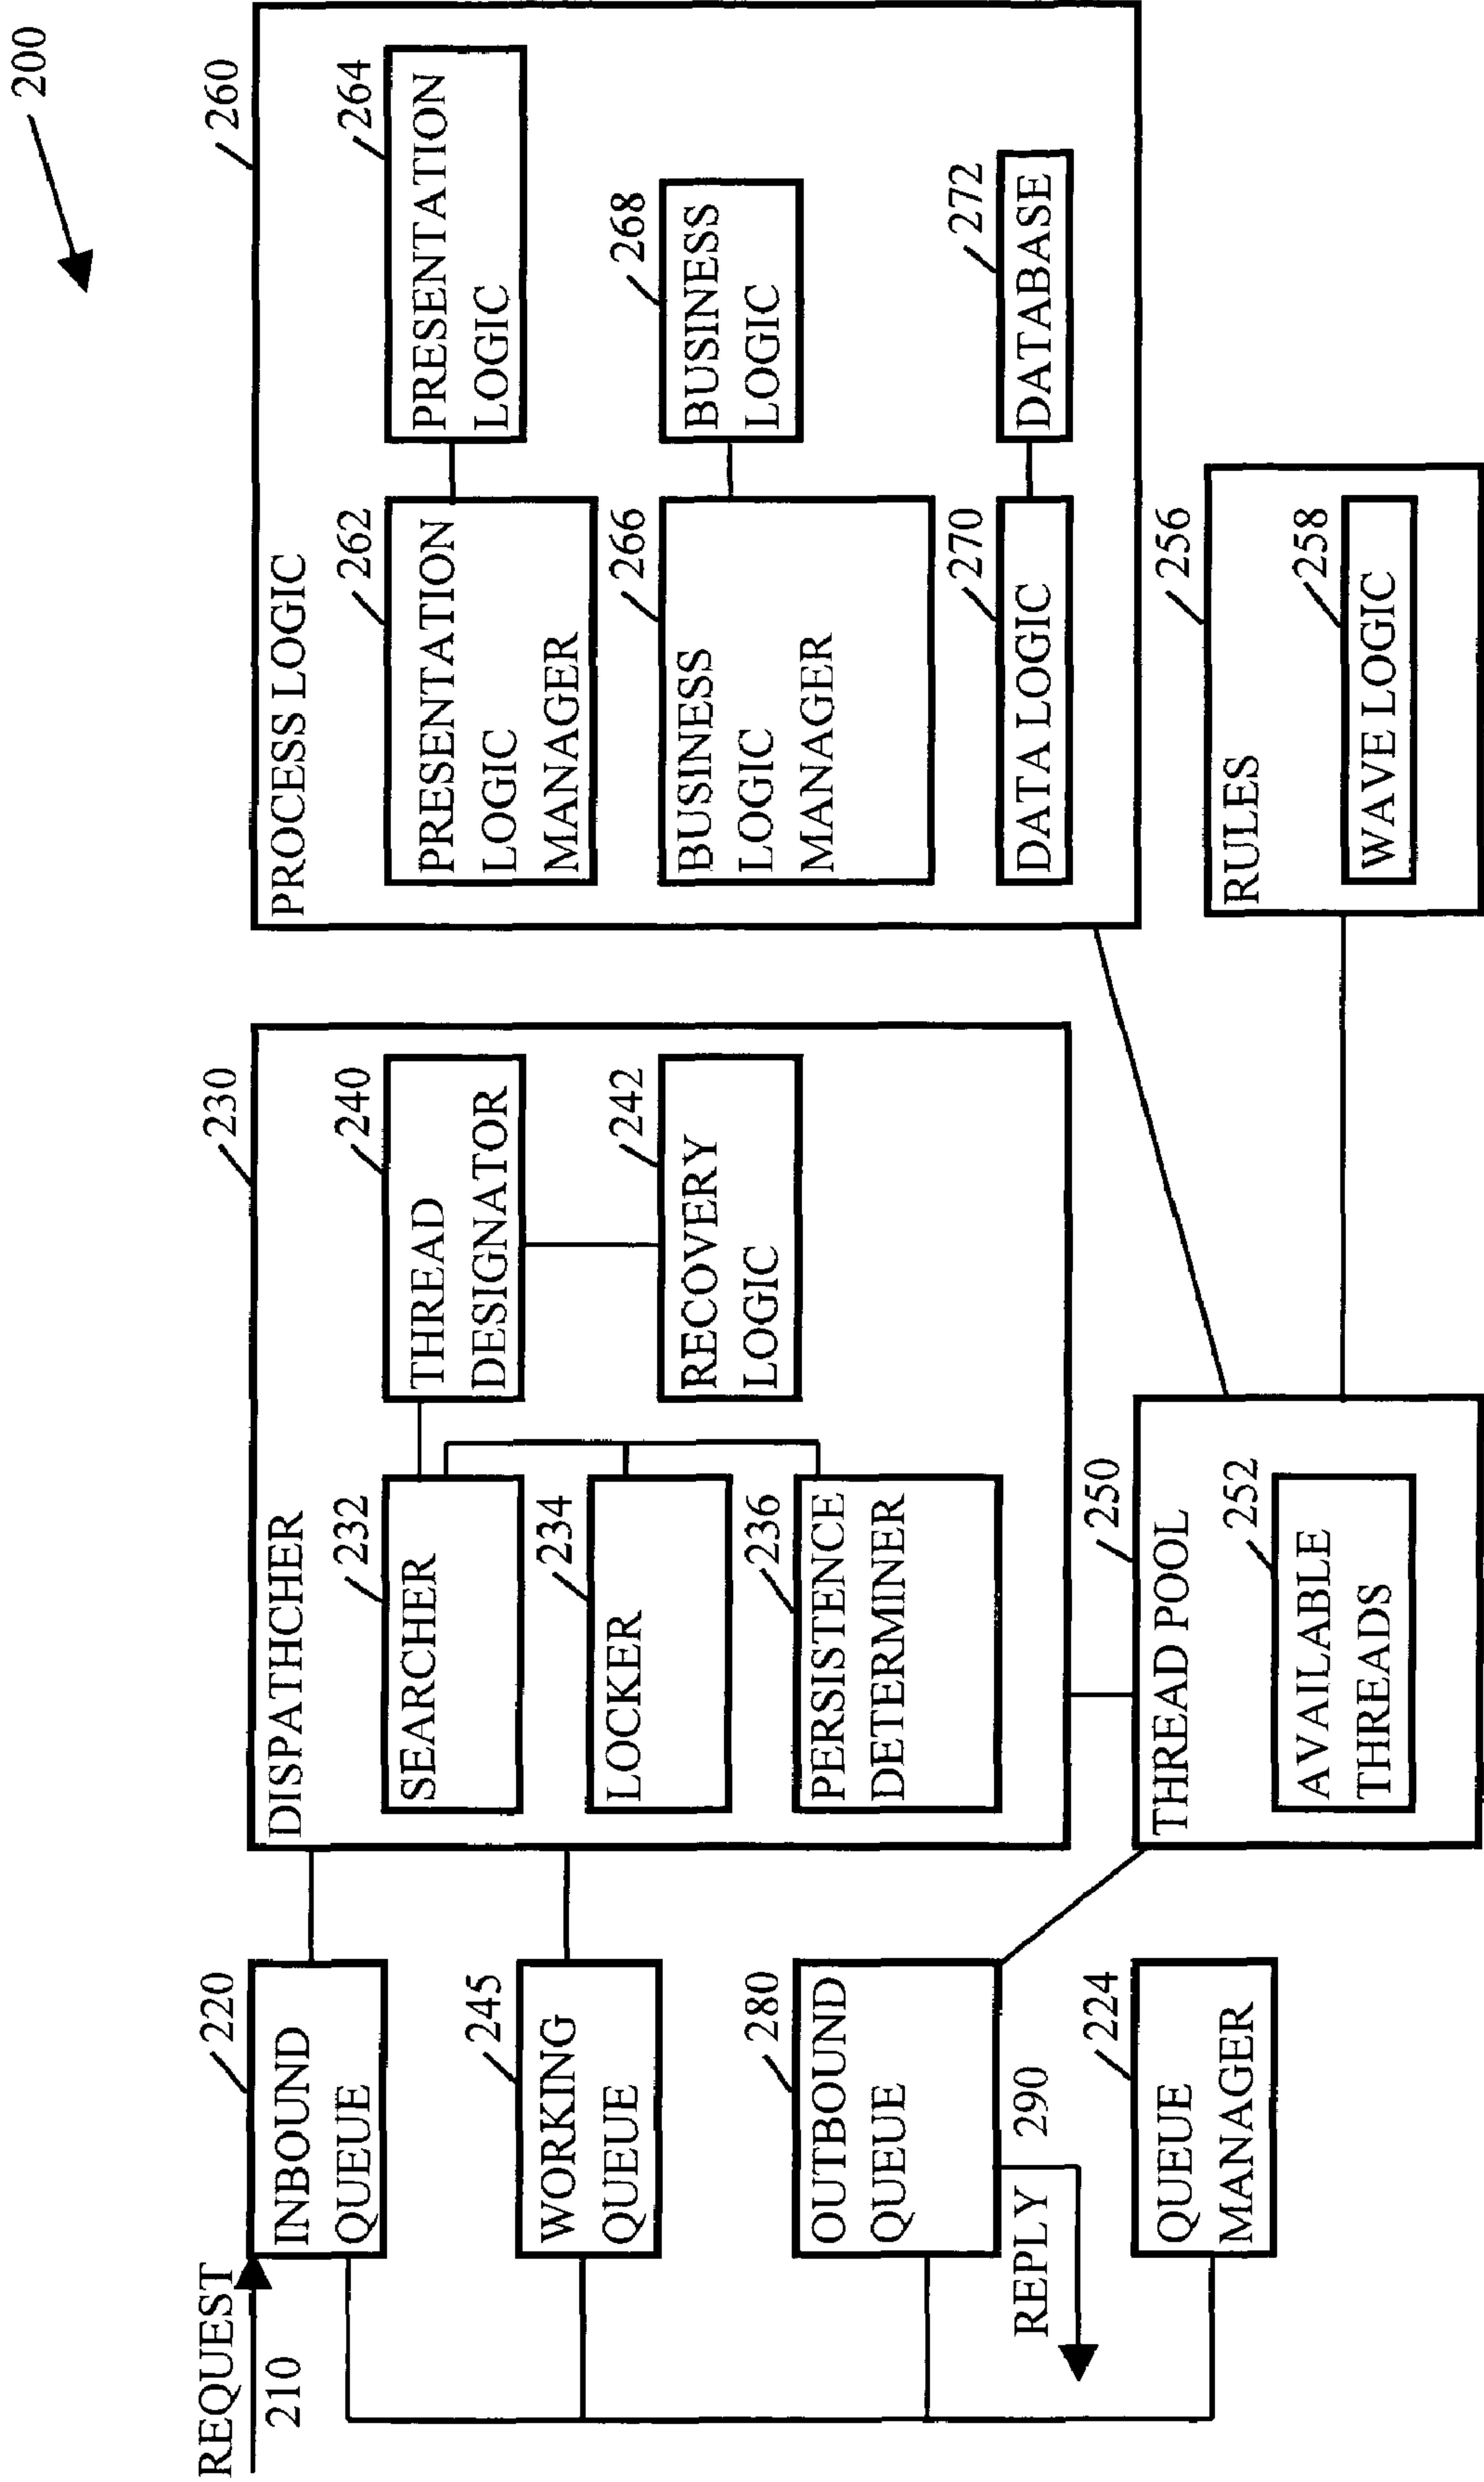 200
REQUEST
210
220
INBOUND
QUEUE
245
WORKING
QUEUE
280
OUTBOUND
QUEUE
REPLY 290
224
QUEUE
MANAGER
230
DISPATHCHER
232
SEARCHER
234
LOCKER
236
PERSISTENCE
DETERMINER
240
THREAD
DESIGNATOR
242
RECOVERY
LOGIC
250
THREAD POOL
252
AVAILABLE
THREADS
260
PROCESS LOGIC
262
PRESENTATION
LOGIC
MANAGER
264
PRESENTATION
LOGIC
266
BUSINESS
LOGIC
MANAGER
268
BUSINESS
LOGIC
270
DATA LOGIC
272
DATABASE
256
RULES
258
WAVE LOGIC